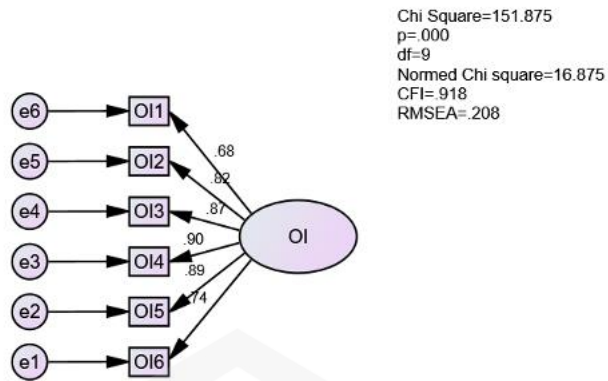 Chi Square=151.875
p=.000
df=9
Normed Chi square=16.875
CFI=.918
RMSEA=.208
e6
OI1
.68
e5
OI2
.82
e4
OI3
.87
OI
e3
OI4
.90
e2
OI5
.89
e1
OI6
.74